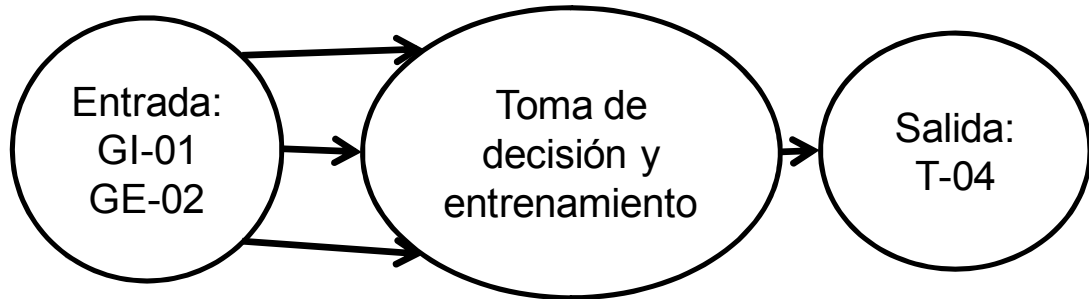 Entrada:
GI-01
GE-02
Toma de
decisión y
entrenamiento
Salida:
T-04